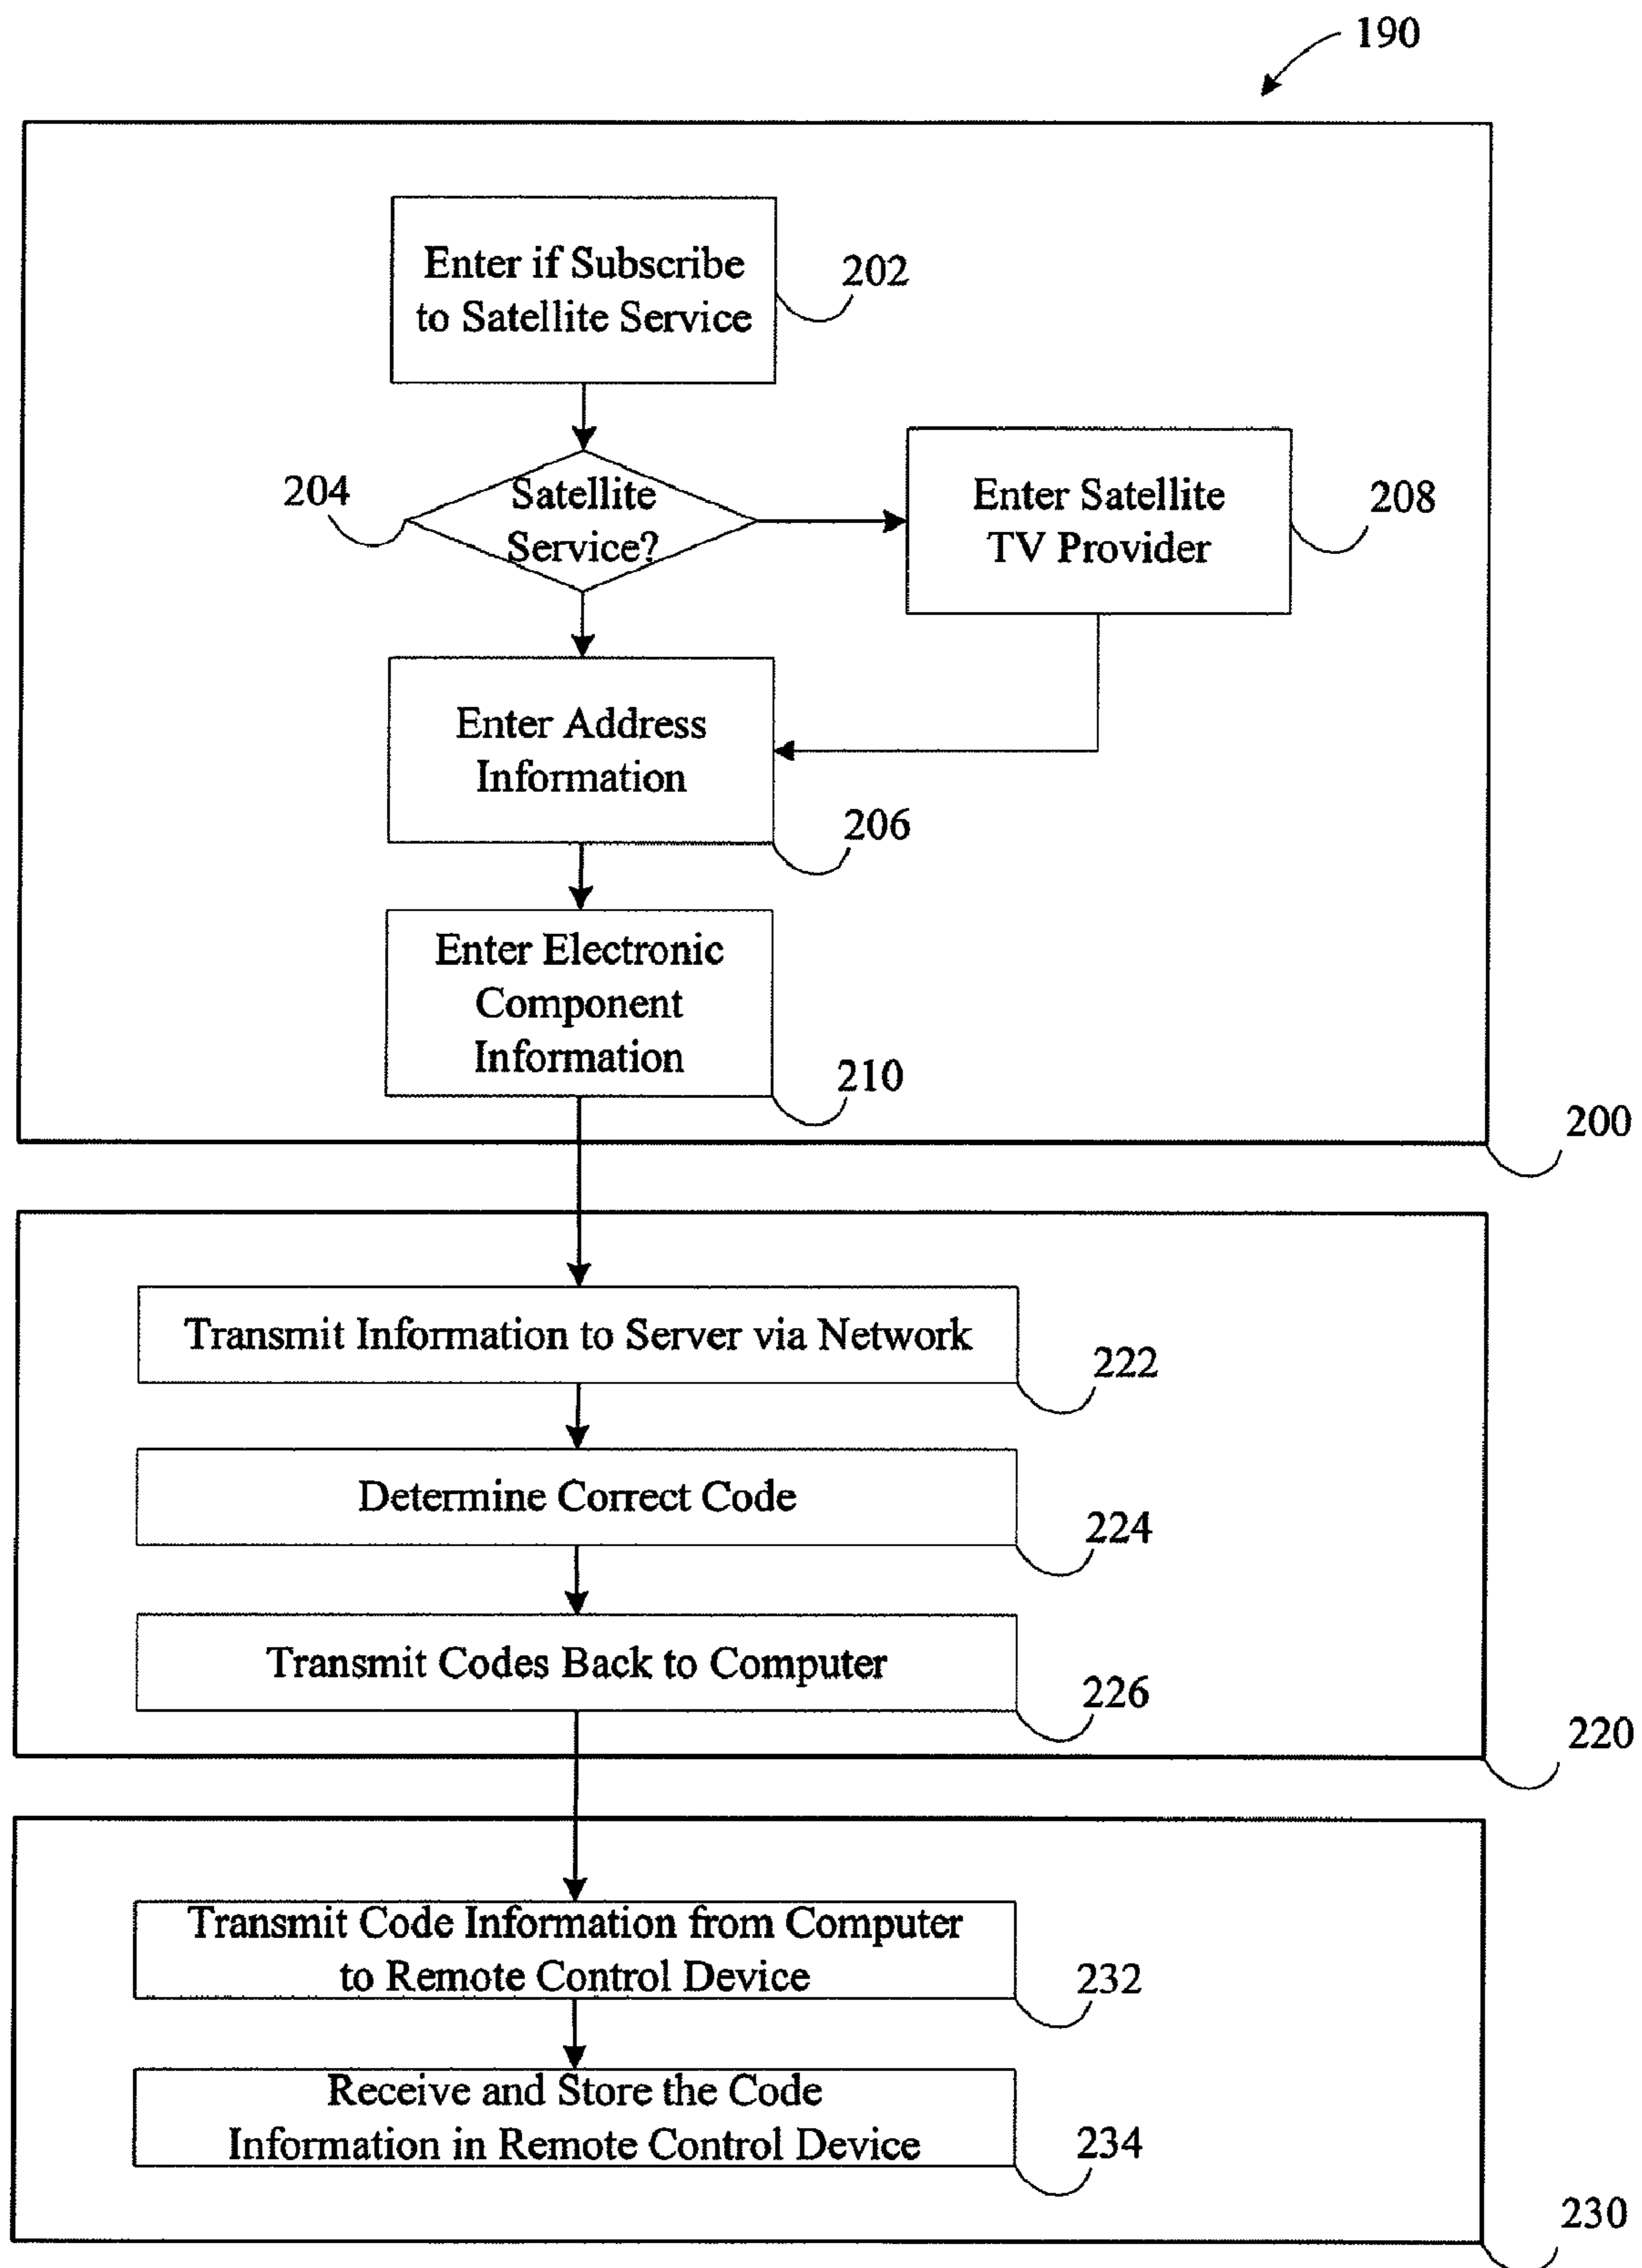 190
Enter if Subscribe
to Satellite Service
202
204
Satellite
Service?
Enter Satellite
TV Provider
208
Enter Address
Information
206
Enter Electronic
Component
Information
210
200
Transmit Information to Server via Network
222
Determine Correct Code
224
Transmit Codes Back to Computer
226
220
Transmit Code Information from Computer
to Remote Control Device
232
Receive and Store the Code
Information in Remote Control Device
234
230